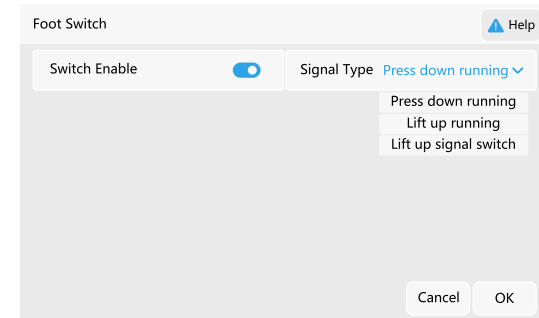 Foot Switch
Help
Switch Enable
Signal Type Press down running
Press down running
Lift up running
Lift up signal switch
Cancel
OK